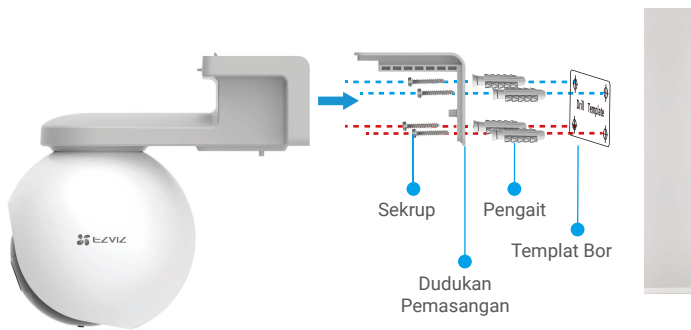 EZVIZ
Drill Template
Sekrup
Pengait
Templat Bor
Dudukan
Pemasangan